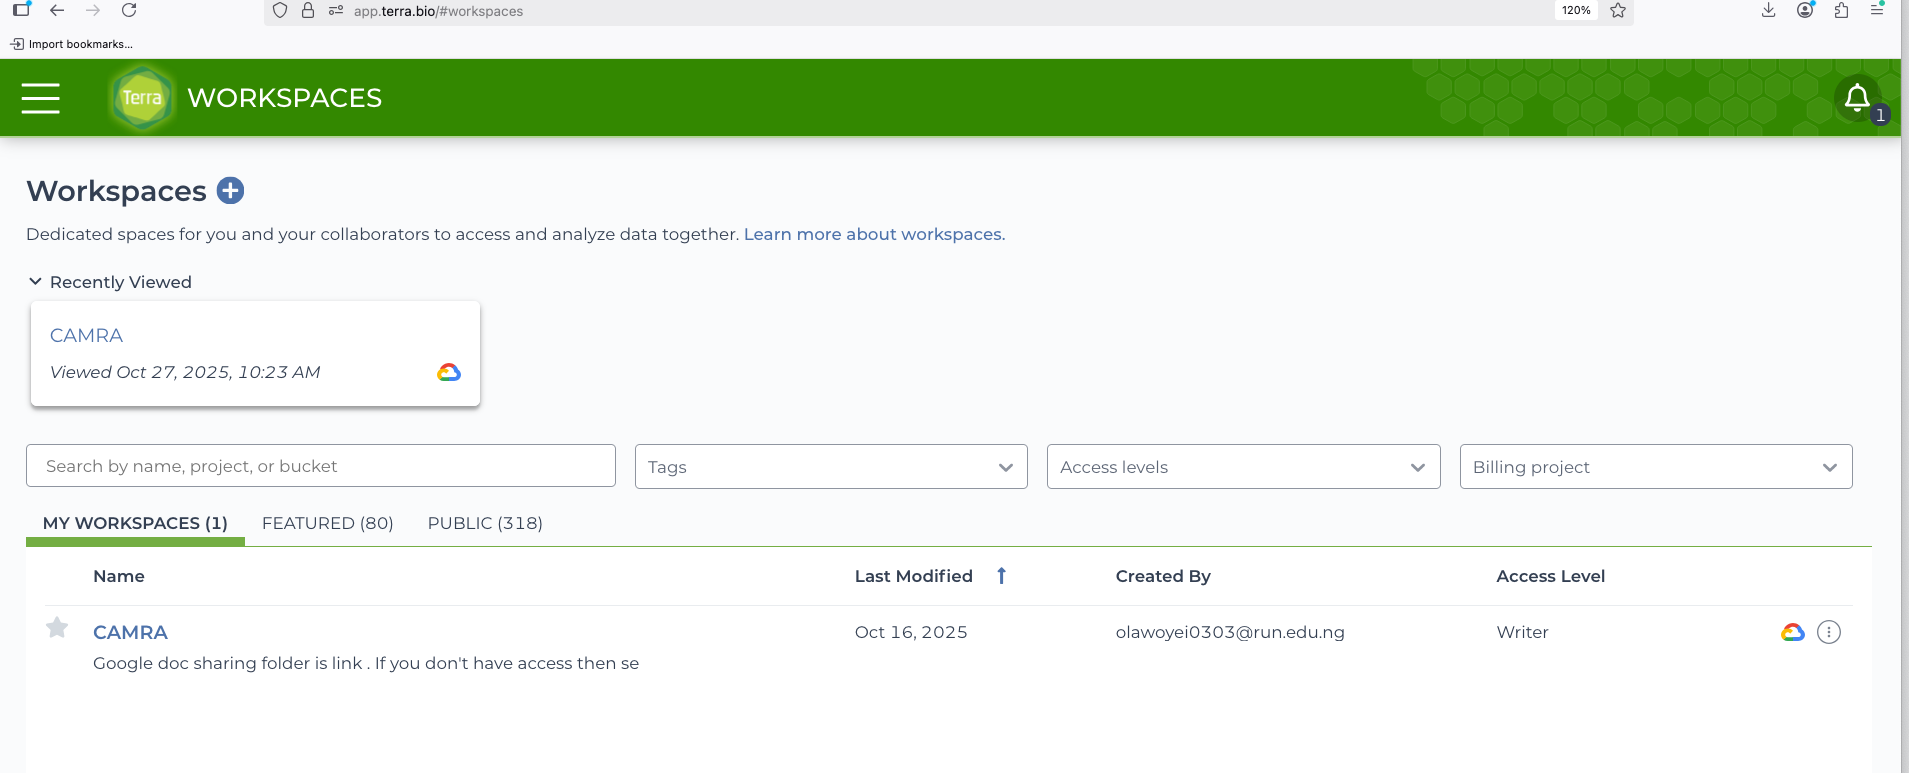 app.terra.bio/#workspaces
120%
Import bookmarks...
Terra
WORKSPACES
1
Workspaces
Dedicated spaces for you and your collaborators to access and analyze data together. Learn more about workspaces.
Recently Viewed
CAMRA
Viewed Oct 27, 2025, 10:23 AM
Search by name, project, or bucket
Tags
Access levels
Billing project
MY WORKSPACES (1)
FEATURED (80)
PUBLIC (318)
Name
Last Modified
Created By
Access Level
CAMRA
Oct 16, 2025
olawoyei0303@run.edu.ng
Writer
Google doc sharing folder is link . If you don't have access then se